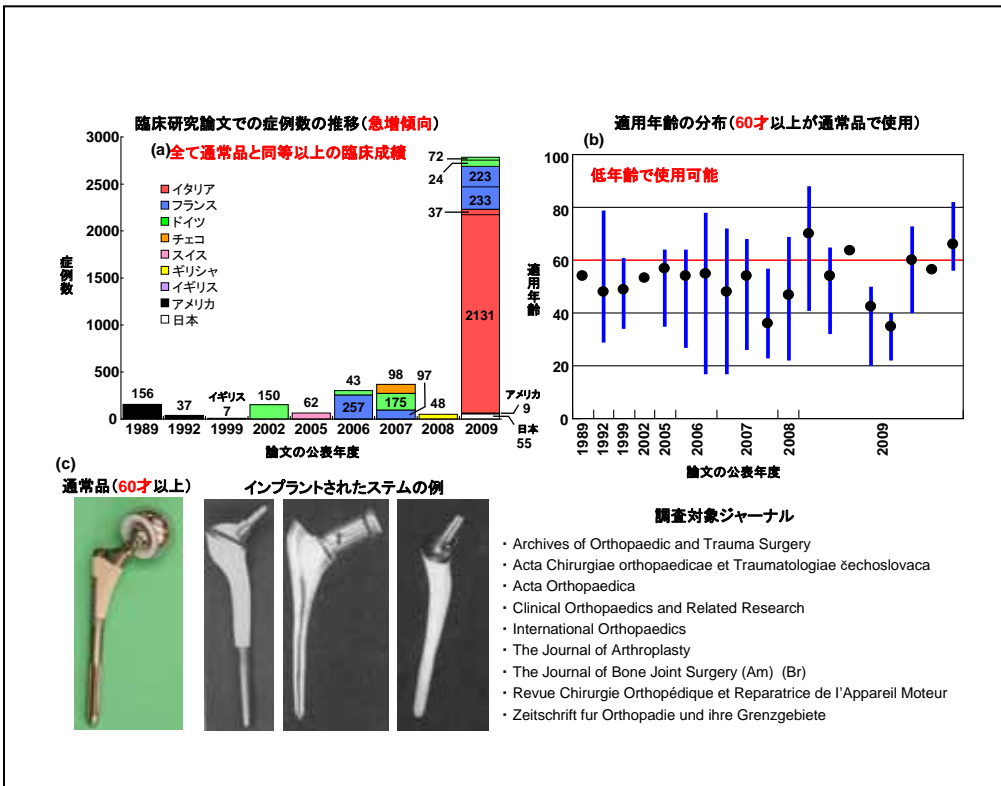 臨床研究論文での症例数の推移（急増傾向）
(a)
全て通常品と同等以上の臨床成績
3000
2500
2000
1500
1000
500
0
症例数
イタリア
フランス
ドイツ
チェコ
スイス
ギリシャ
イギリス
アメリカ
日本
156
37
イギリス
7
150
62
43
257
98
97
175
48
72
24
223
233
37
2131
アメリカ
9
日本
55
1989 1992 1999 2002 2005 2006 2007 2008 2009
論文の公表年度
適用年齢の分布（60才以上が通常品で使用）
(b)
低年齢で使用可能
100
80
60
40
20
0
適用年齢
1989 1992 1999 2002 2005 2006 2007 2008 2009
論文の公表年度
(c)
通常品（60才以上）
インプラントされたステムの例
調査対象ジャーナル
・Archives of Orthopaedic and Trauma Surgery
・Acta Chirurgiae orthopaedicae et Traumatologiae čechoslovaca
・Acta Orthopaedica
・Clinical Orthopaedics and Related Research
・International Orthopaedics
・The Journal of Arthroplasty
・The Journal of Bone Joint Surgery (Am) (Br)
・Revue Chirurgie Orthopédique et Reparatrice de l'Appareil Moteur
・Zeitschrift fur Orthopadie und ihre Grenzgebiete